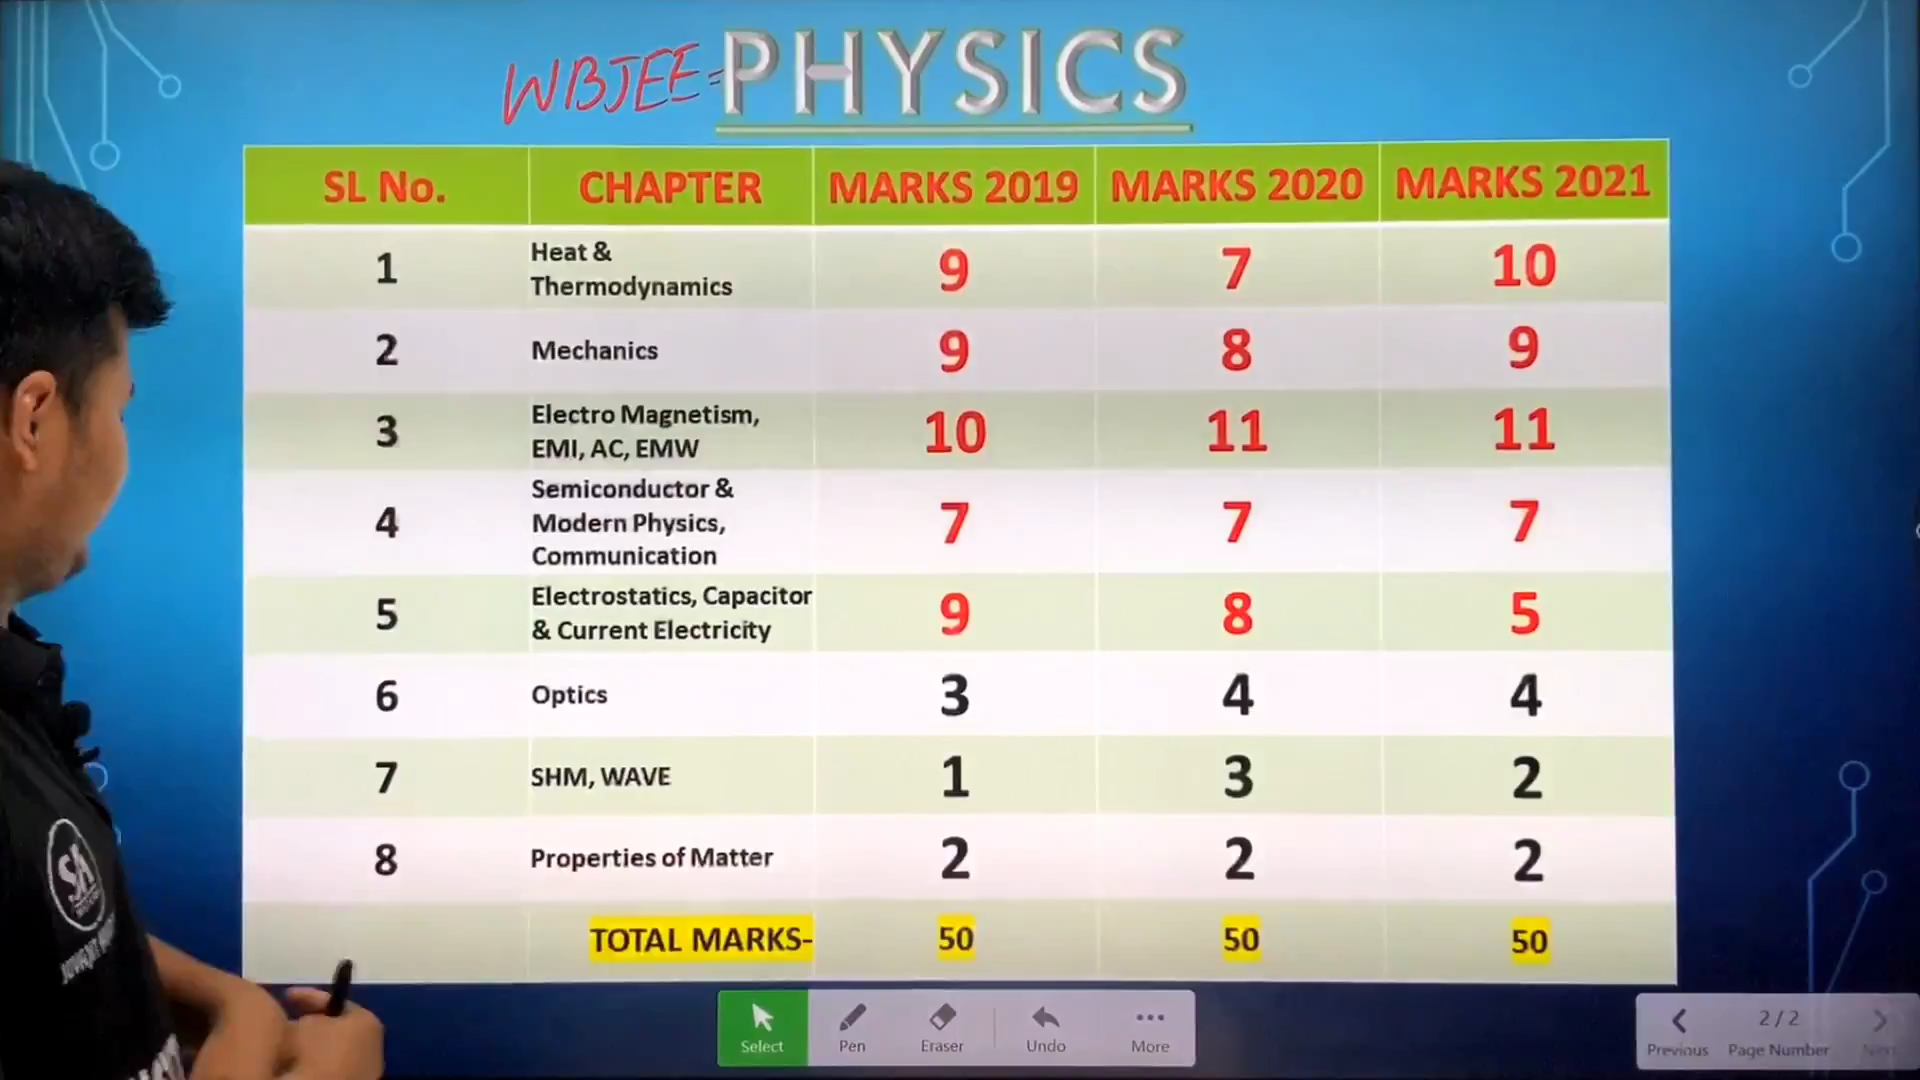 WBJEE=PHYSICS
SL No. CHAPTER MARKS 2019 MARKS 2020 MARKS 2021
1 Heat & Thermodynamics 9 7 10
2 Mechanics 9 8 9
3 Electro Magnetism, EMI, AC, EMW 10 11 11
4 Semiconductor & Modern Physics, Communication 7 7 7
5 Electrostatics, Capacitor & Current Electricity 9 8 5
6 Optics 3 4 4
7 SHM, WAVE 1 3 2
8 Properties of Matter 2 2 2
TOTAL MARKS- 50 50 50
Select Pen Eraser Undo More
2 / 2
Previous Page Number Next
SA